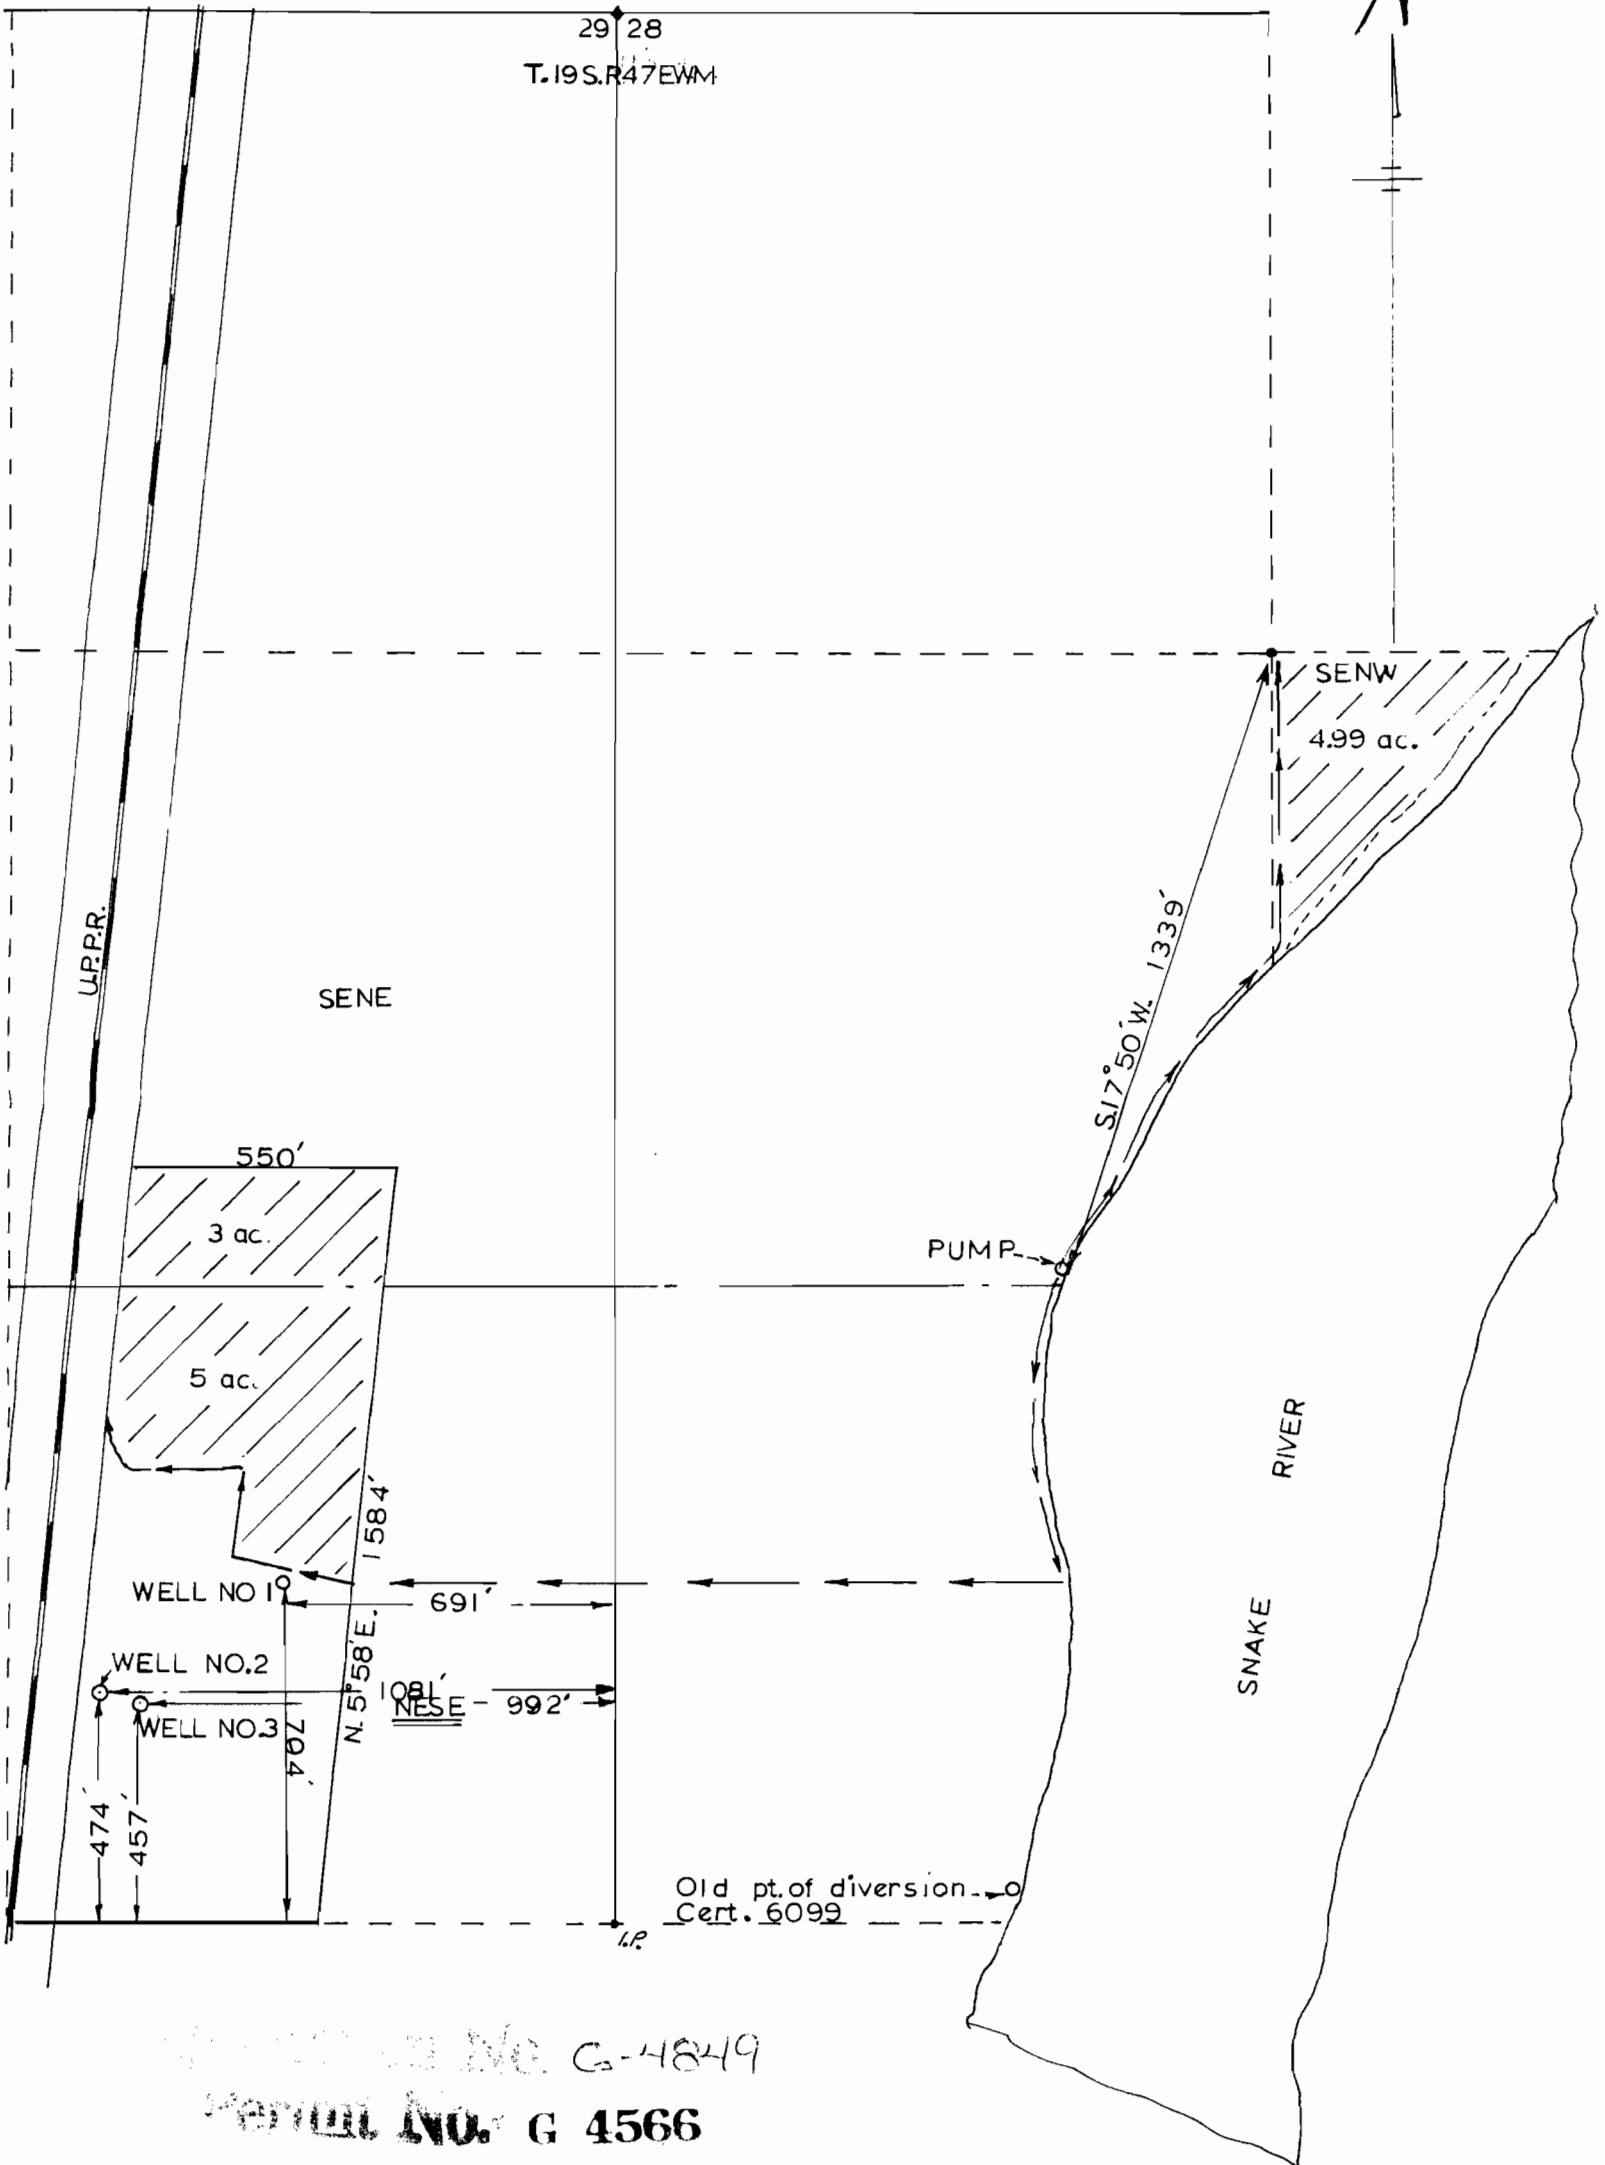 29 28
T.19S.R47EWM
SENW
4.99 ac.
S.17°50'W. 1339'
U.P.P.R.
SENE
550'
3 ac.
PUMP
5 ac.
RIVER
SNAKE
N. 5°58'E. 1584'
WELL NO 1
691'
WELL NO.2
1081'
NESE 992'
WELL NO.3
794'
474'
457'
Old pt. of diversion
Cert. 6099
I.P.
No. G-4849
Permit No. G 4566